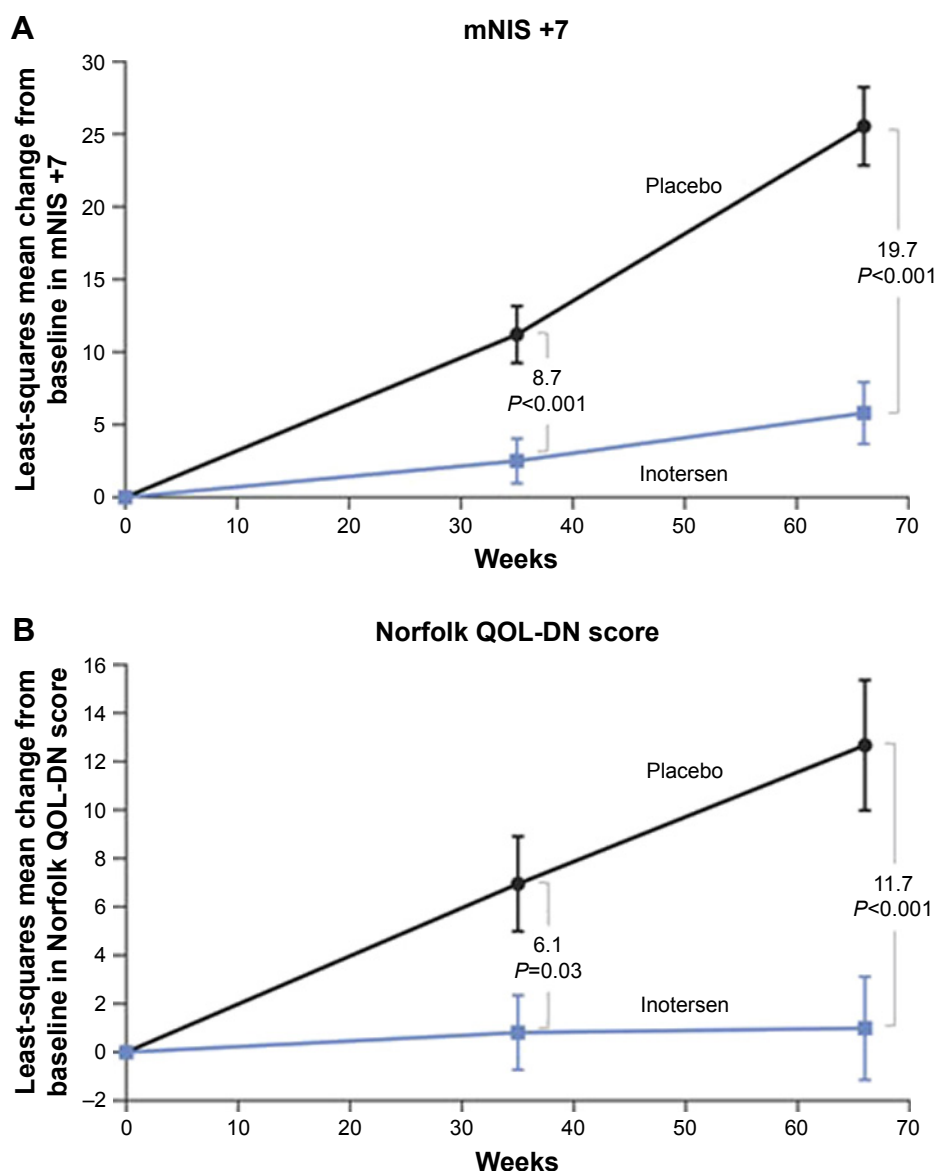 A
mNIS +7
Least-squares mean change from
baseline in mNIS +7
30
25
20
15
10
5
0
Placebo
19.7
P<0.001
8.7
P<0.001
Inotersen
0 10 20 30 40 50 60 70
Weeks
B
Norfolk QOL-DN score
Least-squares mean change from
baseline in Norfolk QOL-DN score
16
14
12
10
8
6
4
2
0
–2
Placebo
11.7
P<0.001
6.1
P=0.03
Inotersen
0 10 20 30 40 50 60 70
Weeks